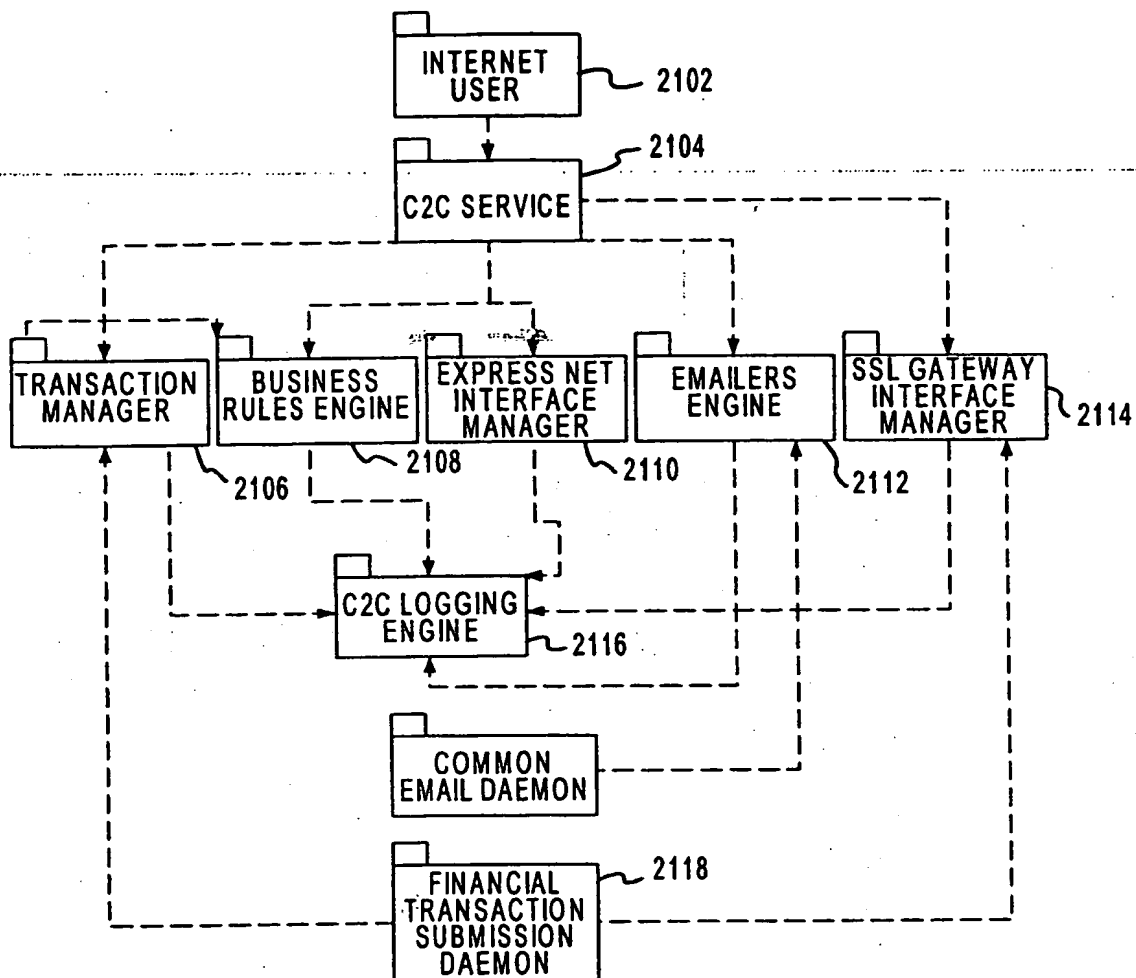 INTERNET
USER
2102
2104
C2C SERVICE
TRANSACTION
MANAGER
2106
BUSINESS
RULES ENGINE
2108
EXPRESS NET
INTERFACE
MANAGER
2110
EMAILERS
ENGINE
2112
SSL GATEWAY
INTERFACE
MANAGER
2114
C2C LOGGING
ENGINE
2116
COMMON
EMAIL DAEMON
2118
FINANCIAL
TRANSACTION
SUBMISSION
DAEMON